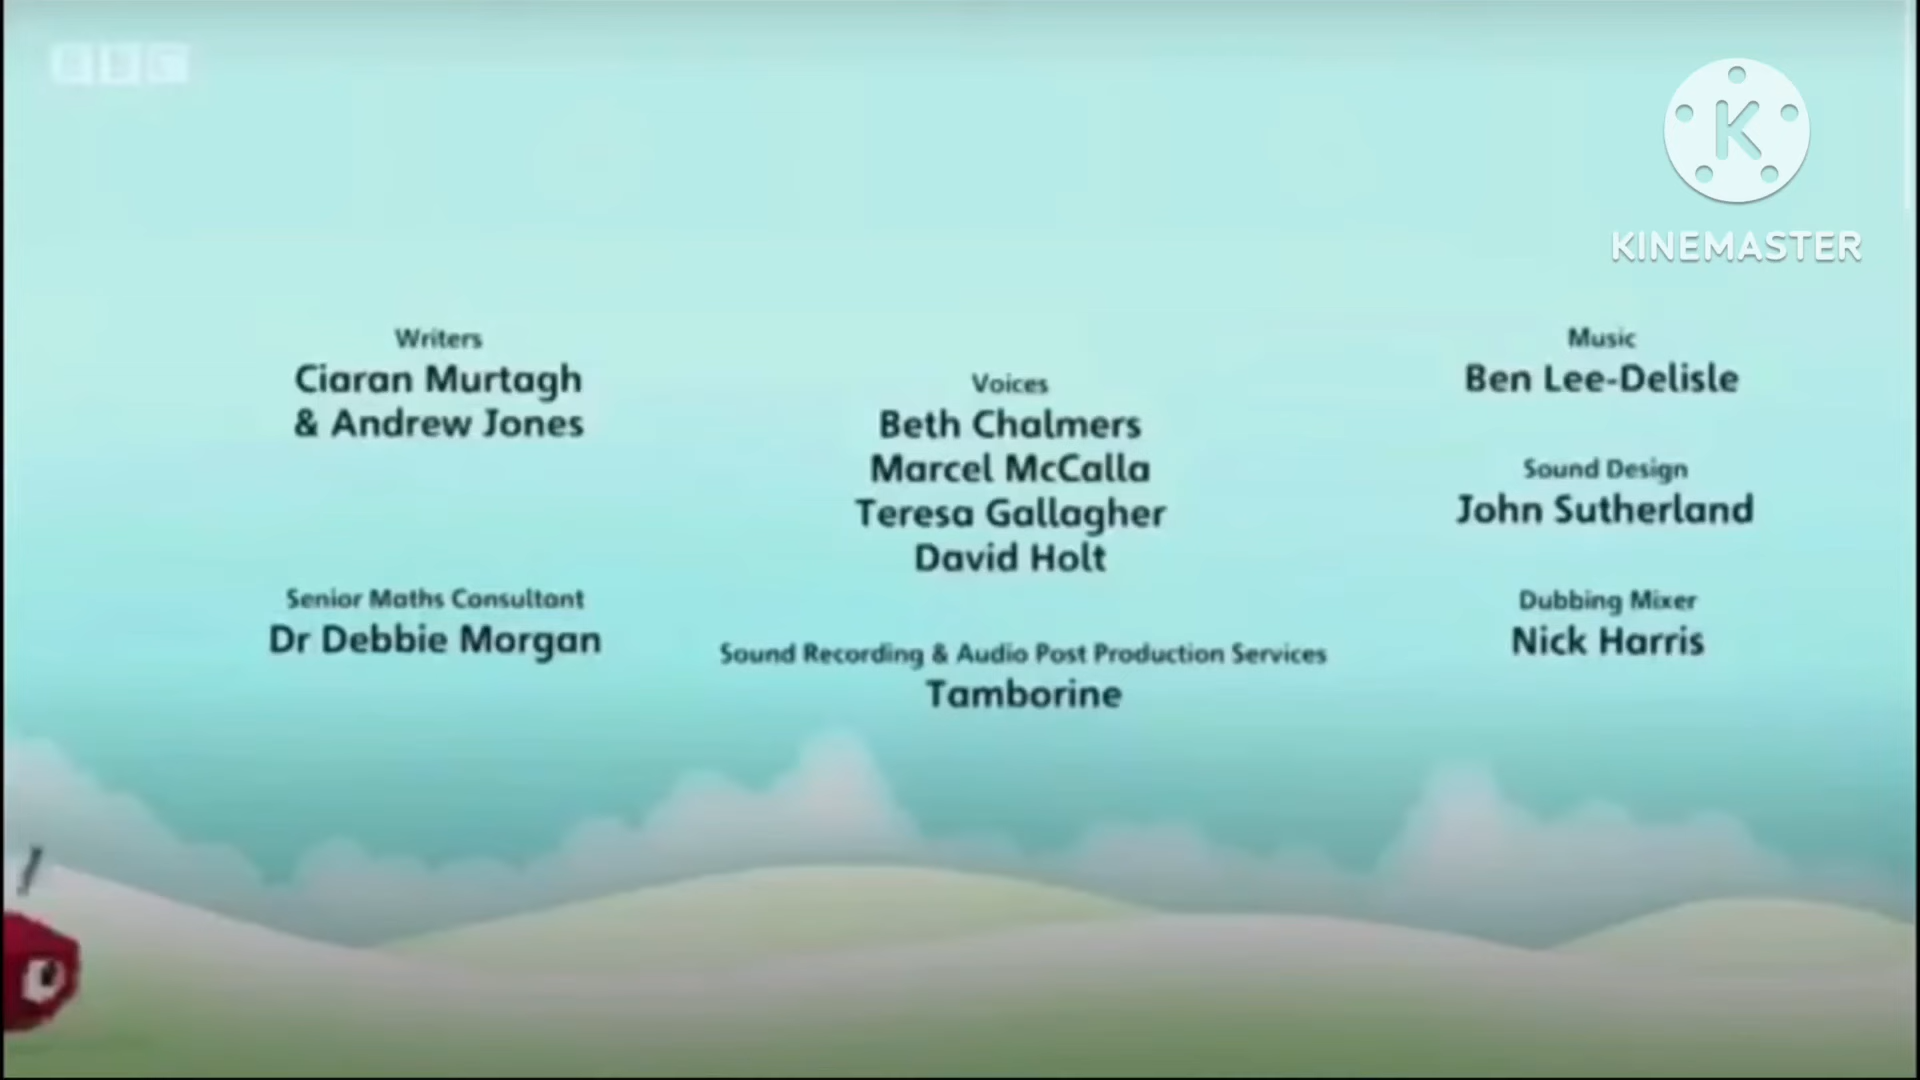 BBC
K
KINEMASTER
Writers
Ciaran Murtagh
& Andrew Jones
Senior Maths Consultant
Dr Debbie Morgan
Voices
Beth Chalmers
Marcel McCalla
Teresa Gallagher
David Holt
Sound Recording & Audio Post Production Services
Tamborine
Music
Ben Lee-Delisle
Sound Design
John Sutherland
Dubbing Mixer
Nick Harris